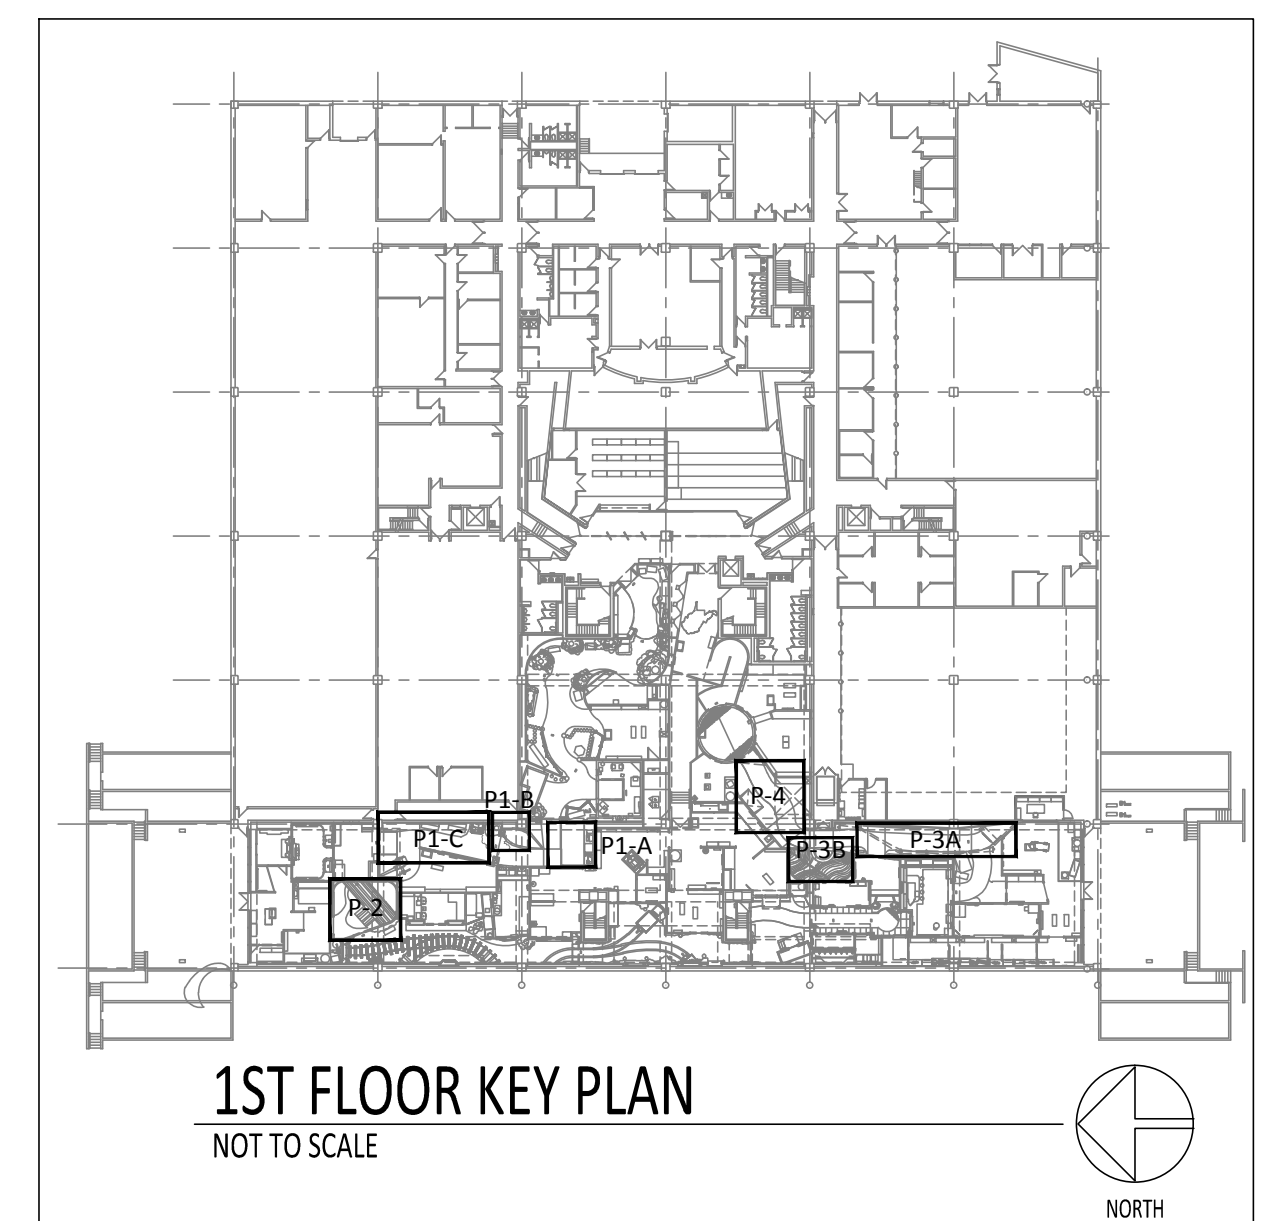 P1-B
P-4
P1-C
P1-A
P-3B
P-3A
P-2
1ST FLOOR KEY PLAN
NOT TO SCALE
NORTH